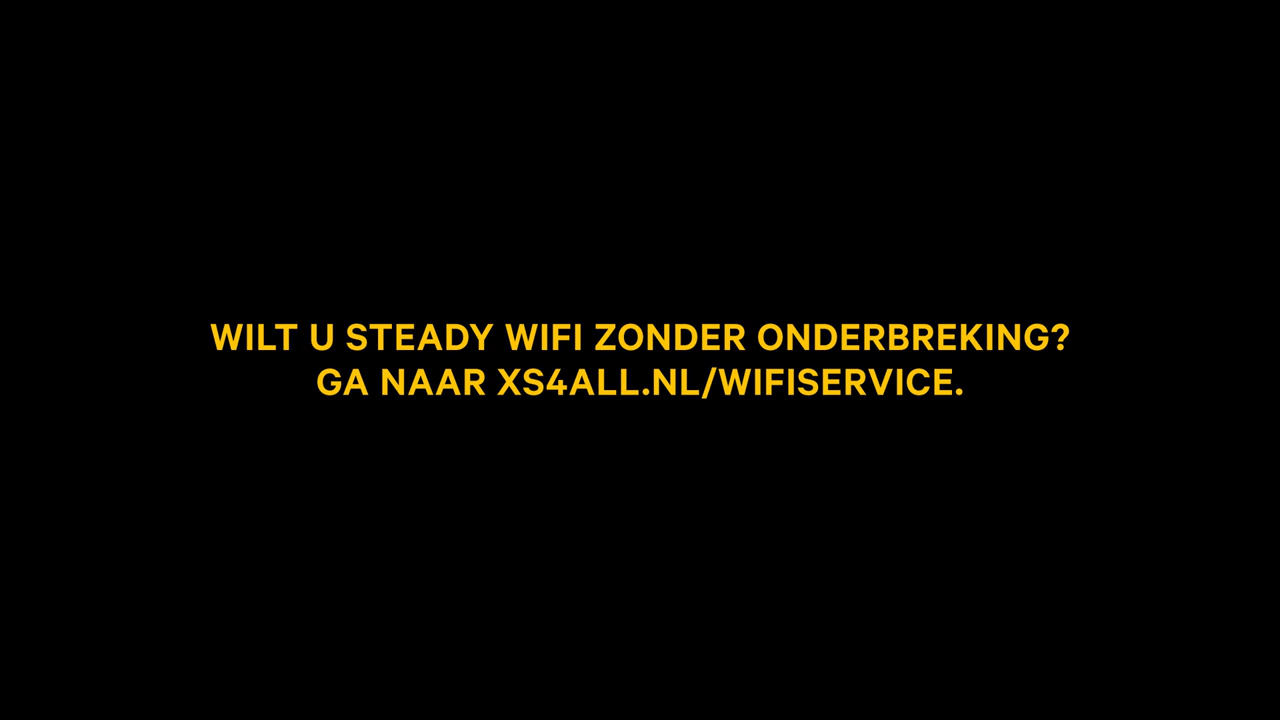 WILT U STEADY WIFI ZONDER ONDERBREKING?
GA NAAR XS4ALL.NL/WIFISERVICE.